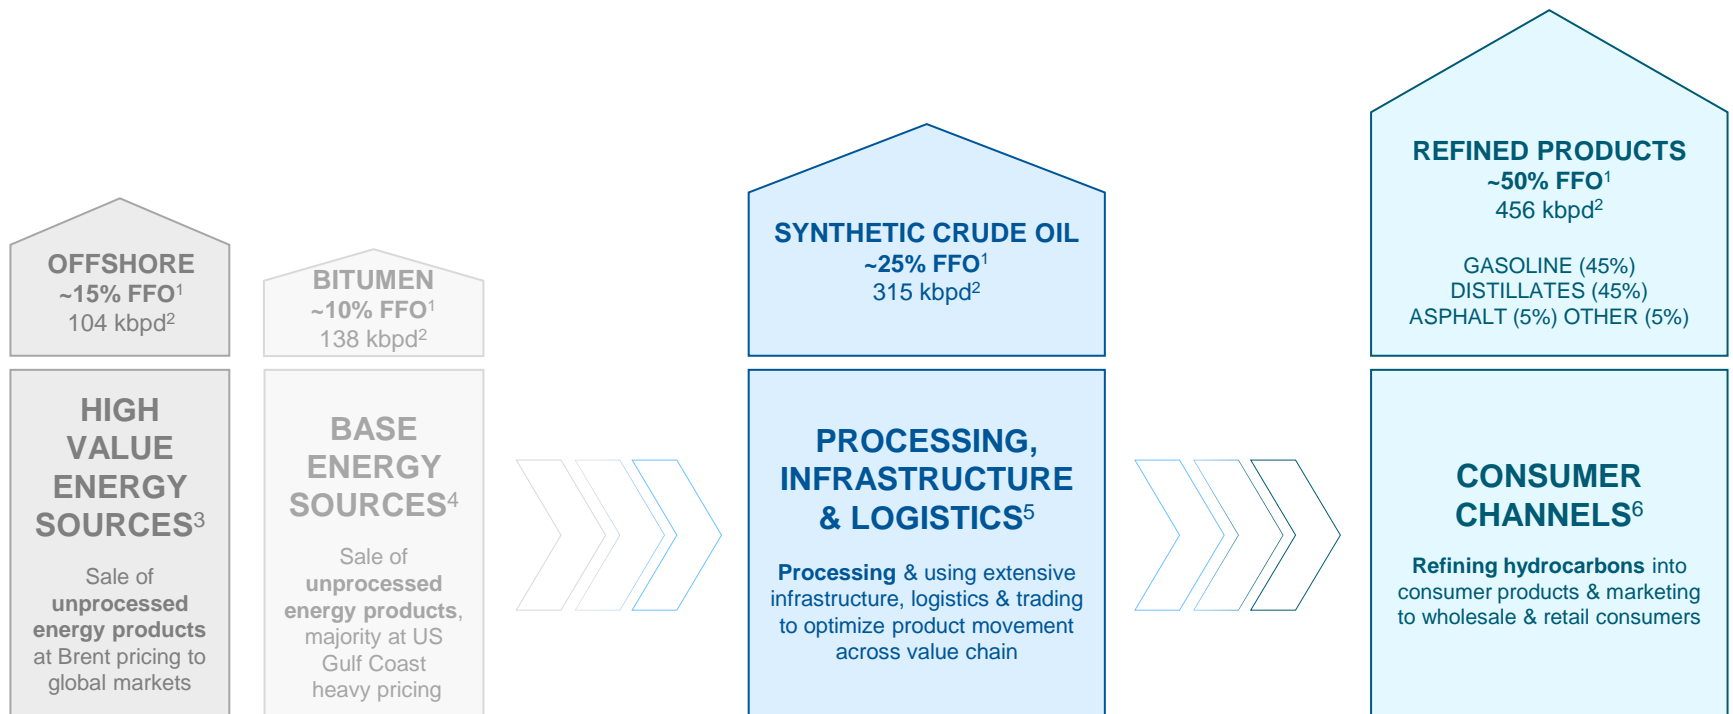 OFFSHORE
~15% FFO¹
104 kbpd²
HIGH
VALUE
ENERGY
SOURCES³
Sale of
unprocessed
energy products
at Brent pricing to
global markets
BITUMEN
~10% FFO¹
138 kbpd²
BASE
ENERGY
SOURCES⁴
Sale of
unprocessed
energy products,
majority at US
Gulf Coast
heavy pricing
SYNTHETIC CRUDE OIL
~25% FFO¹
315 kbpd²
PROCESSING,
INFRASTRUCTURE
& LOGISTICS⁵
Processing & using extensive
infrastructure, logistics & trading
to optimize product movement
across value chain
REFINED PRODUCTS
~50% FFO¹
456 kbpd²
GASOLINE (45%)
DISTILLATES (45%)
ASPHALT (5%) OTHER (5%)
CONSUMER
CHANNELS⁶
Refining hydrocarbons into
consumer products & marketing
to wholesale & retail consumers